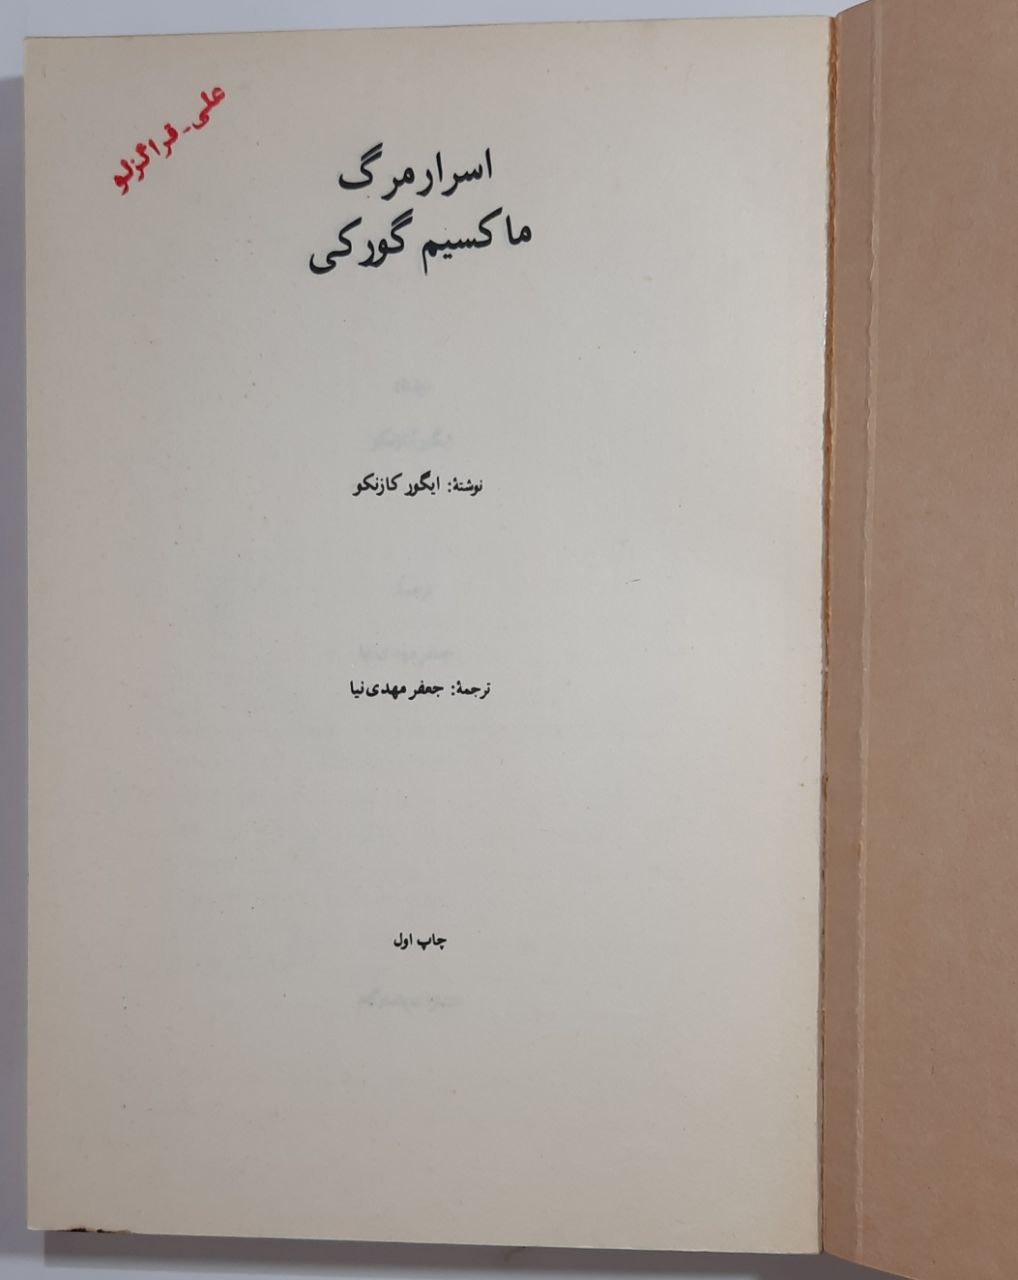 علی - قراگزلو
اسرار مرگ
ماکسیم گورکی
نوشتهٔ: ایگور کازنکو
ترجمهٔ: جعفر مهدی نیا
چاپ اول